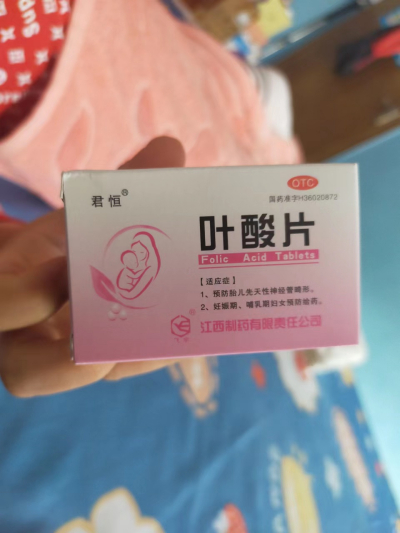 君恒®
OTC
国药准字H36020872
叶酸片
Folic Acid Tablets
【适应症】
1、预防胎儿先天性神经管畸形。
2、妊娠期、哺乳期妇女预防给药。
江西制药有限责任公司